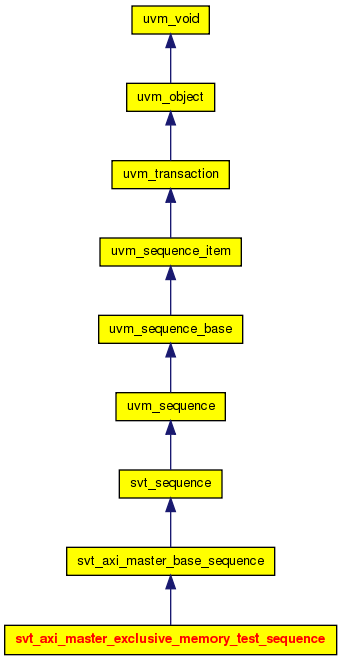 uvm_void
uvm_object
uvm_transaction
uvm_sequence_item
uvm_sequence_base
uvm_sequence
svt_sequence
svt_axi_master_base_sequence
svt_axi_master_exclusive_memory_test_sequence